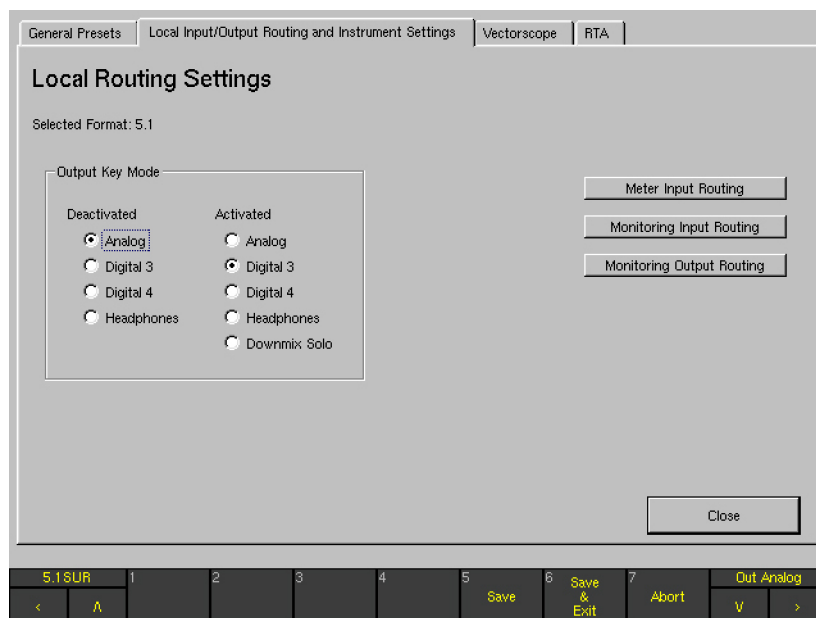 General Presets Local Input/Output Routing and Instrument Settings Vectorscope RTA
Local Routing Settings
Selected Format: 5.1
Output Key Mode
Deactivated Activated
Analog Analog
Digital 3 Digital 3
Digital 4 Digital 4
Headphones Headphones
Downmix Solo
Meter Input Routing
Monitoring Input Routing
Monitoring Output Routing
Close
5.1SUR 1 2 3 4 5 Save 6 Save & Exit 7 Abort Out Analog
< Λ V >